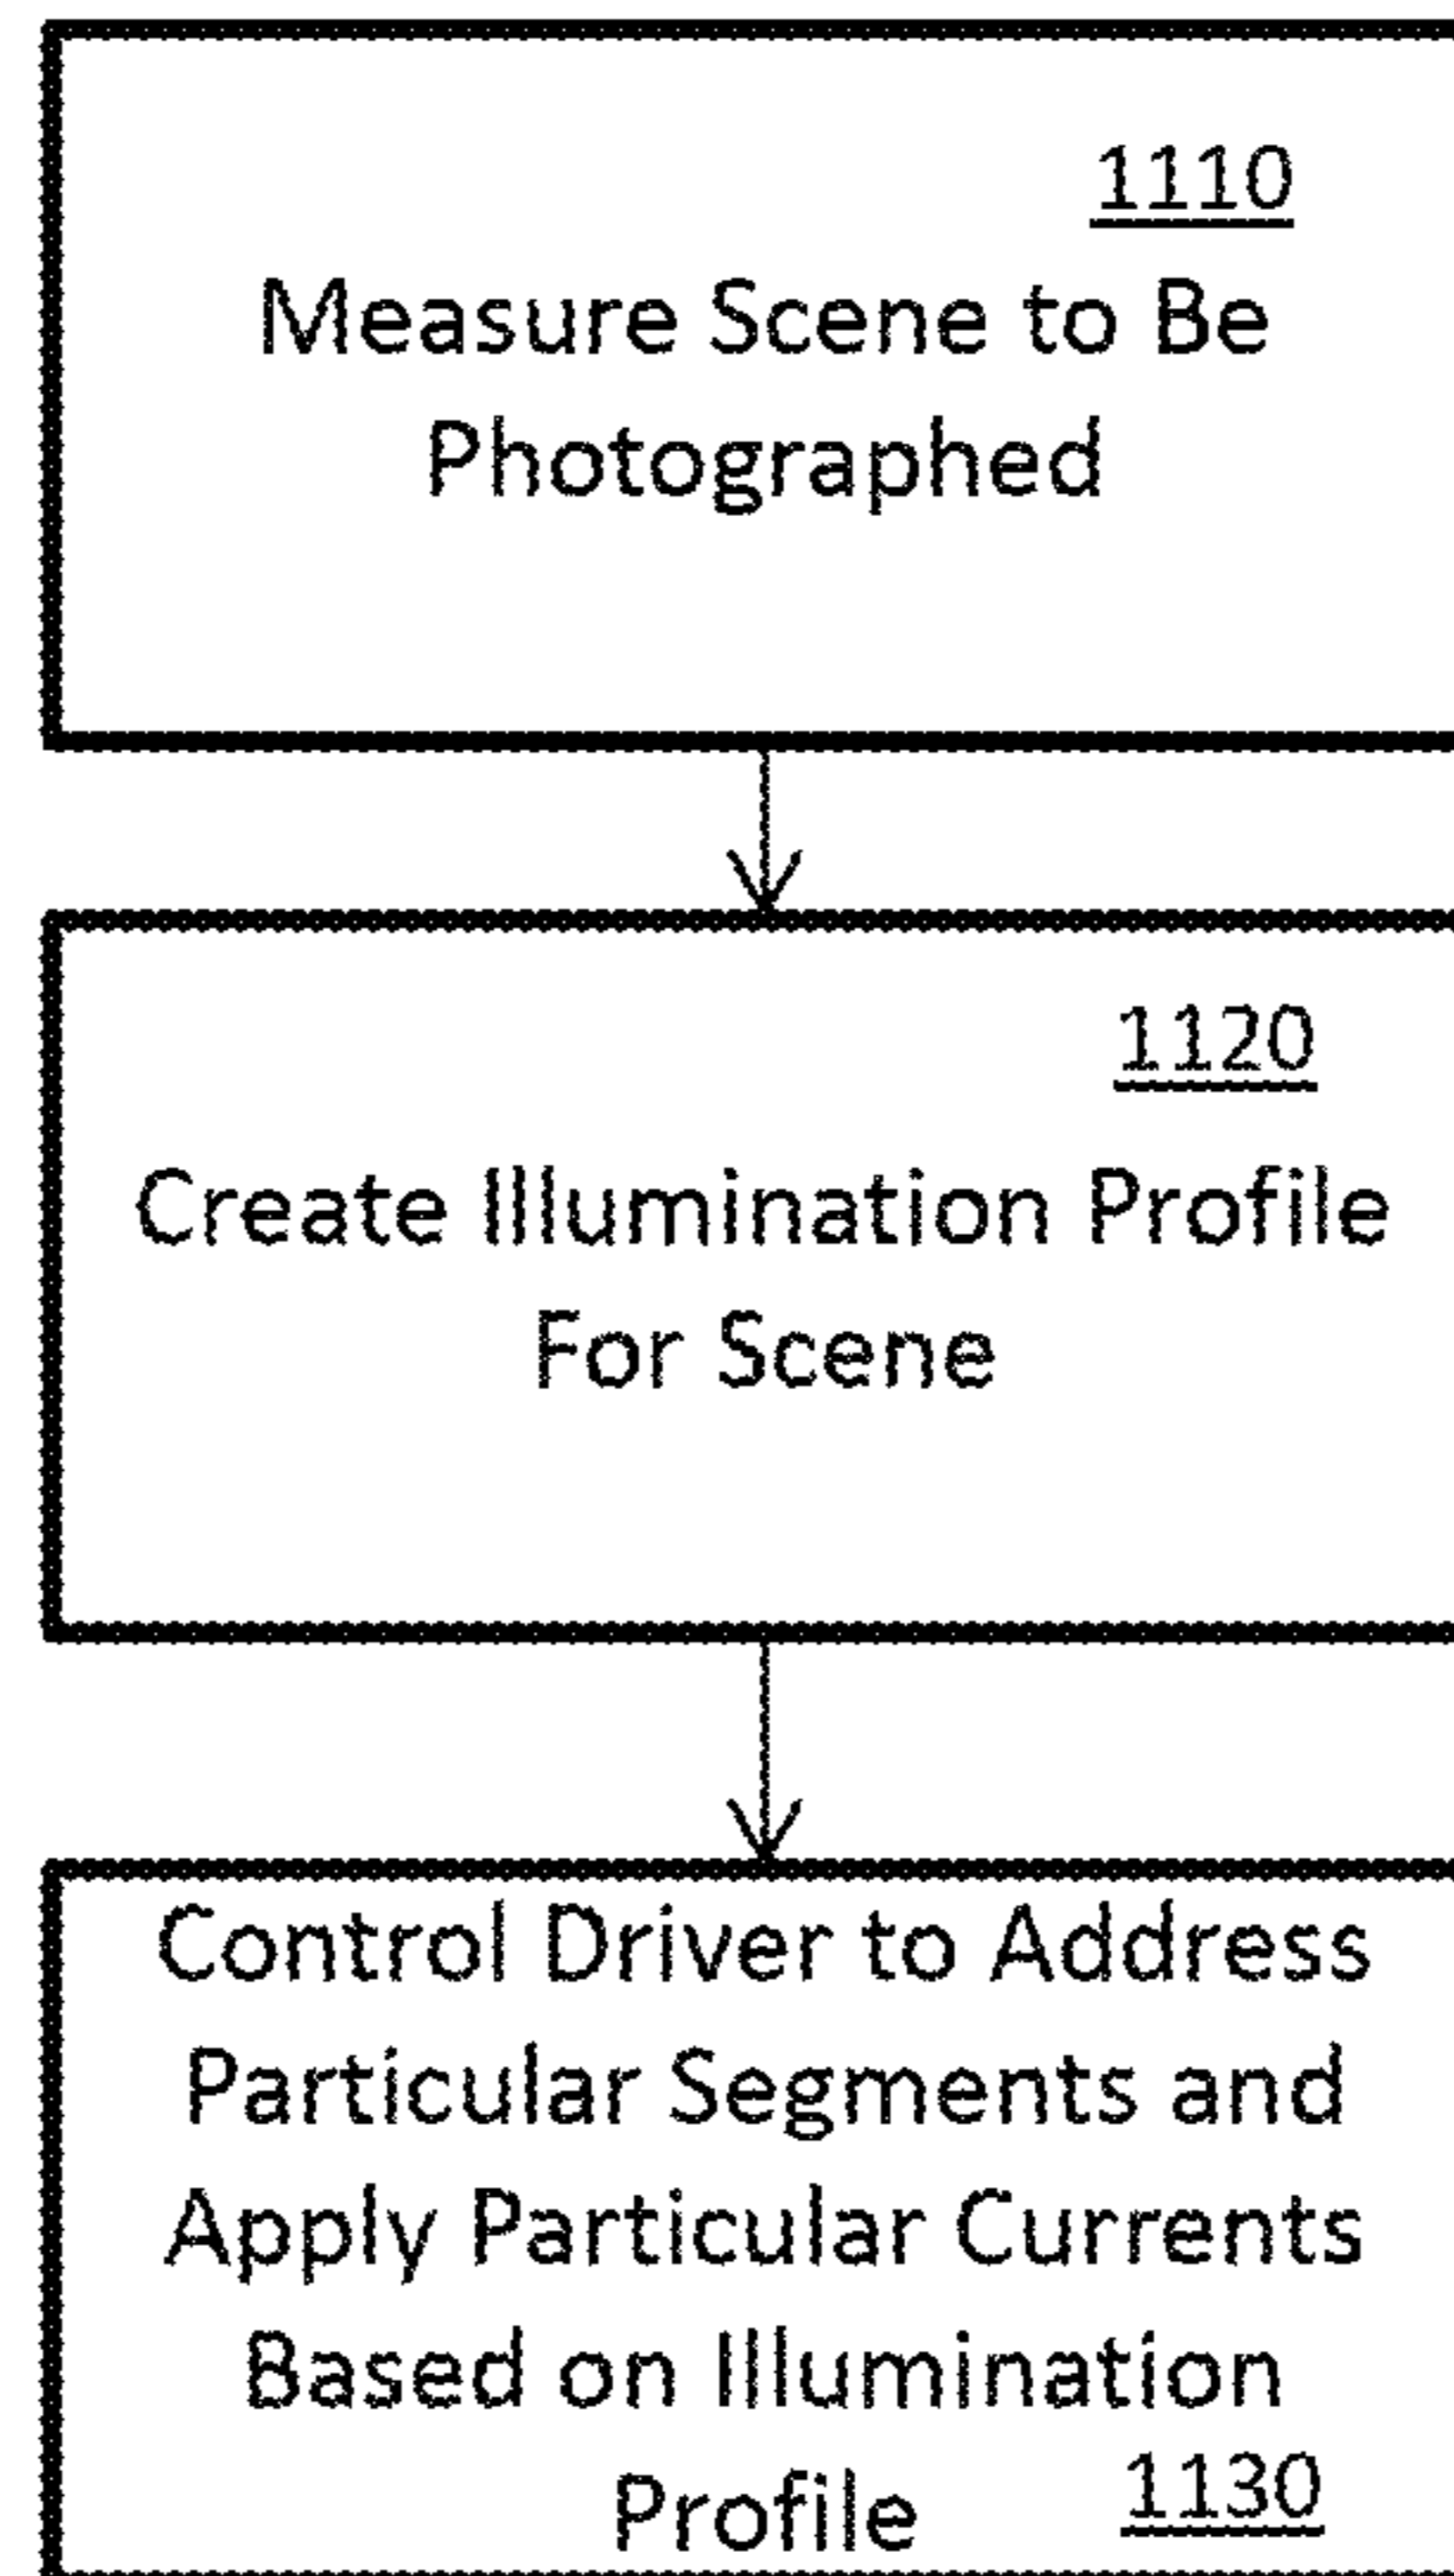 1110
Measure Scene to Be
Photographed
1120
Create Illumination Profile
For Scene
Control Driver to Address
Particular Segments and
Apply Particular Currents
Based on Illumination
Profile 1130